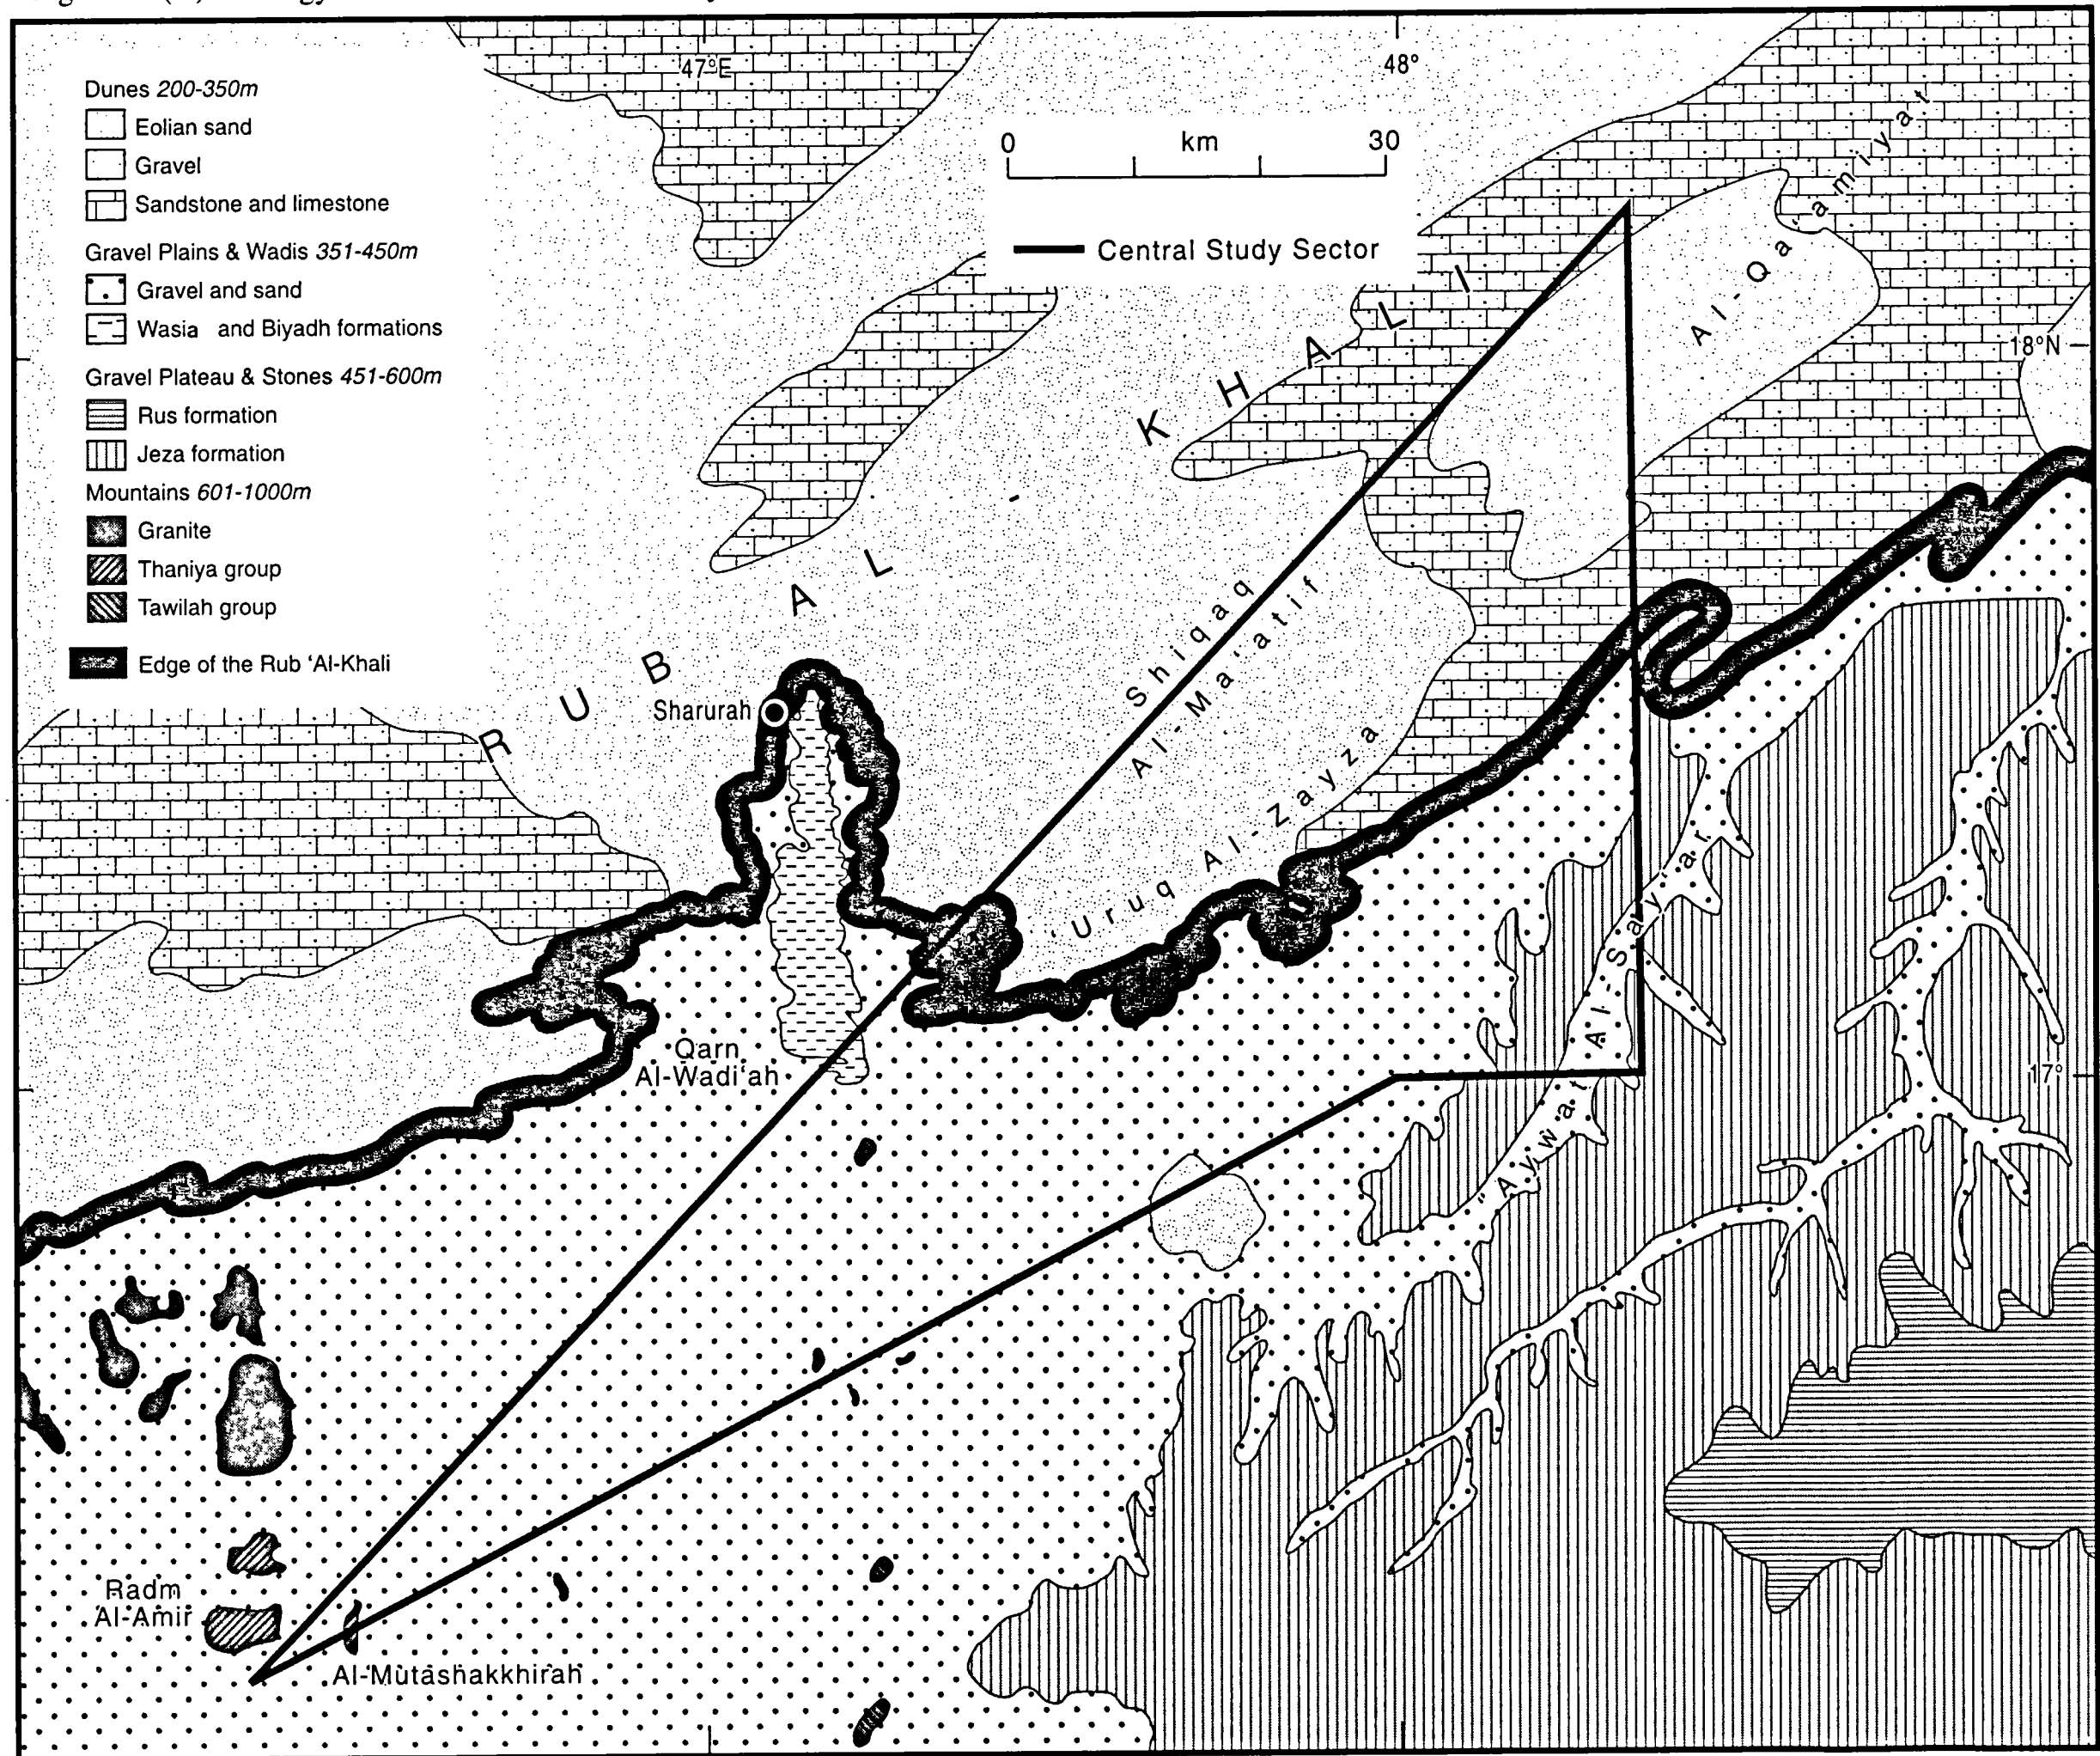 47°E
48°
Dunes 200-350m
Eolian sand
Gravel
Sandstone and limestone
Gravel Plains & Wadis 351-450m
Gravel and sand
Wasia and Biyadh formations
Gravel Plateau & Stones 451-600m
Rus formation
Jeza formation
Mountains 601-1000m
Granite
Thaniya group
Tawilah group
Edge of the Rub ‘Al-Khali
0 km 30
Central Study Sector
Al-Qa‘amiyat
18°N
RUB AL-KHALI
Shiqaq
Al-Ma‘atif
Sharurah
Uruq Al-Zayza
Qarn
Al-Wadi‘ah
Aywat Al-Say‘ar
17°
Radm
Al-Amir
Al-Mutashakkhirah